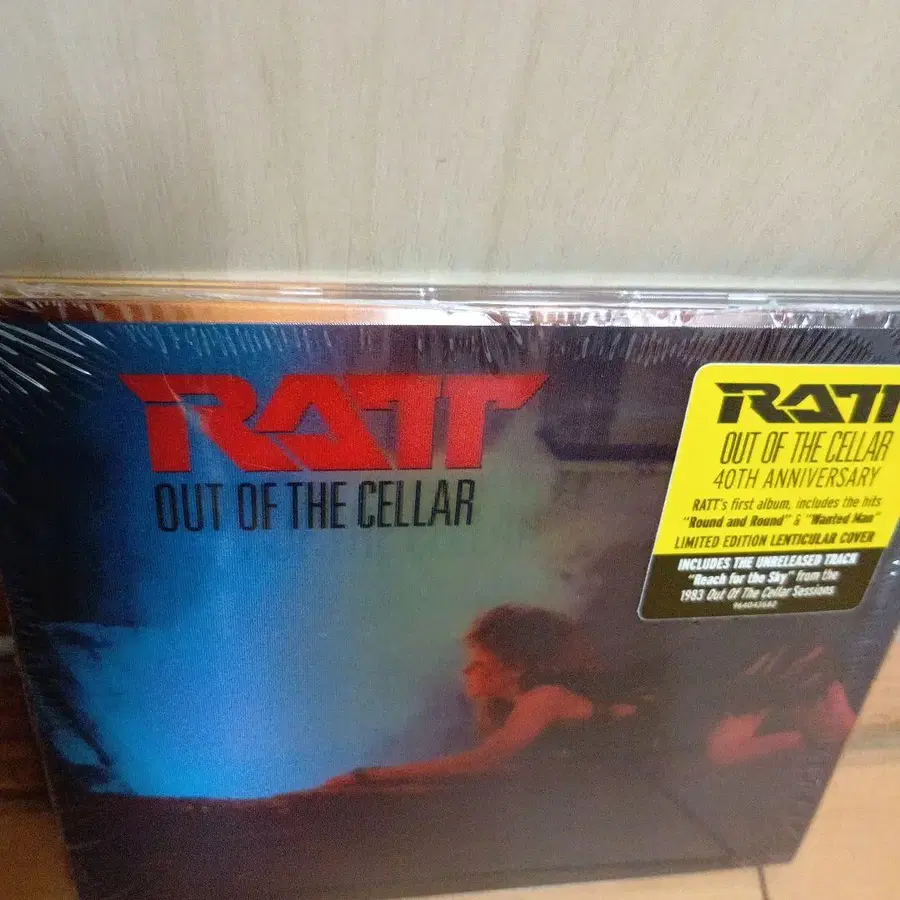 RATT
OUT OF THE CELLAR
RATT
OUT OF THE CELLAR
40TH ANNIVERSARY
RATT's first album, includes the hits
"Round and Round" & "Wanted Man"
LIMITED EDITION LENTICULAR COVER
INCLUDES THE UNRELEASED TRACK
"Reach for the Sky" from the
1983 Out Of The Cellar Sessions
964043682